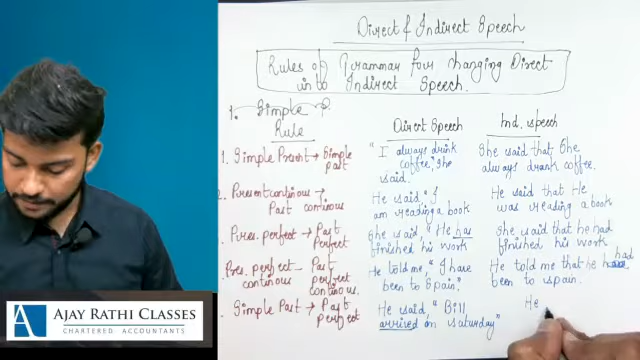 Direct & Indirect Speech
Rules of Grammar four changing Direct
into Indirect Speech.
1. Simple P
Rule
Direct Speech
Ind. speech
1. Simple Present → Simple
past
"I always drink
coffee," She
said.
She said that She
always drank coffee.
Present continous →
Past continous
He said, "I
am reading a book
He said that He
was reading a book
Pres. perfect → Past
Perfect
She said, "He has
finished his work
She said that he had
finished his work
Pres. perfect - Past
continous perfect
continous.
He told me, "I have
been to Spain."
He told me that he had
been to spain.
Simple Past → Past
perfect
He said, "Bill
arrived on saturday"
He
AJAY RATHI CLASSES
CHARTERED ACCOUNTANTS